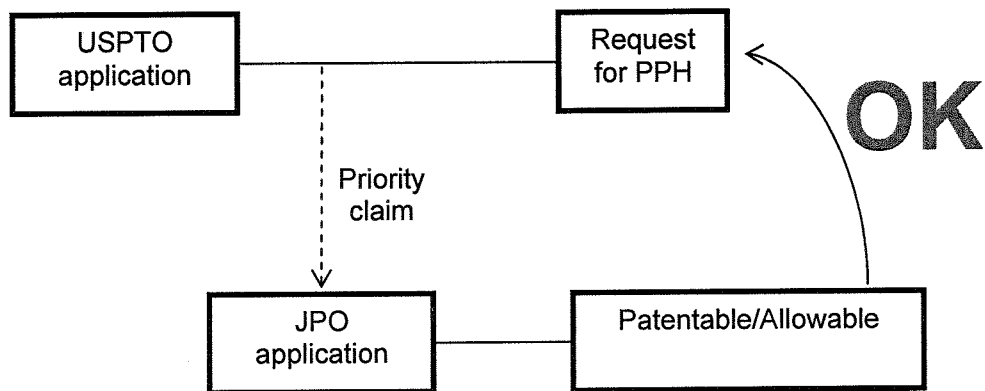 USPTO
application
Request
for PPH
OK
Priority
claim
JPO
application
Patentable/Allowable